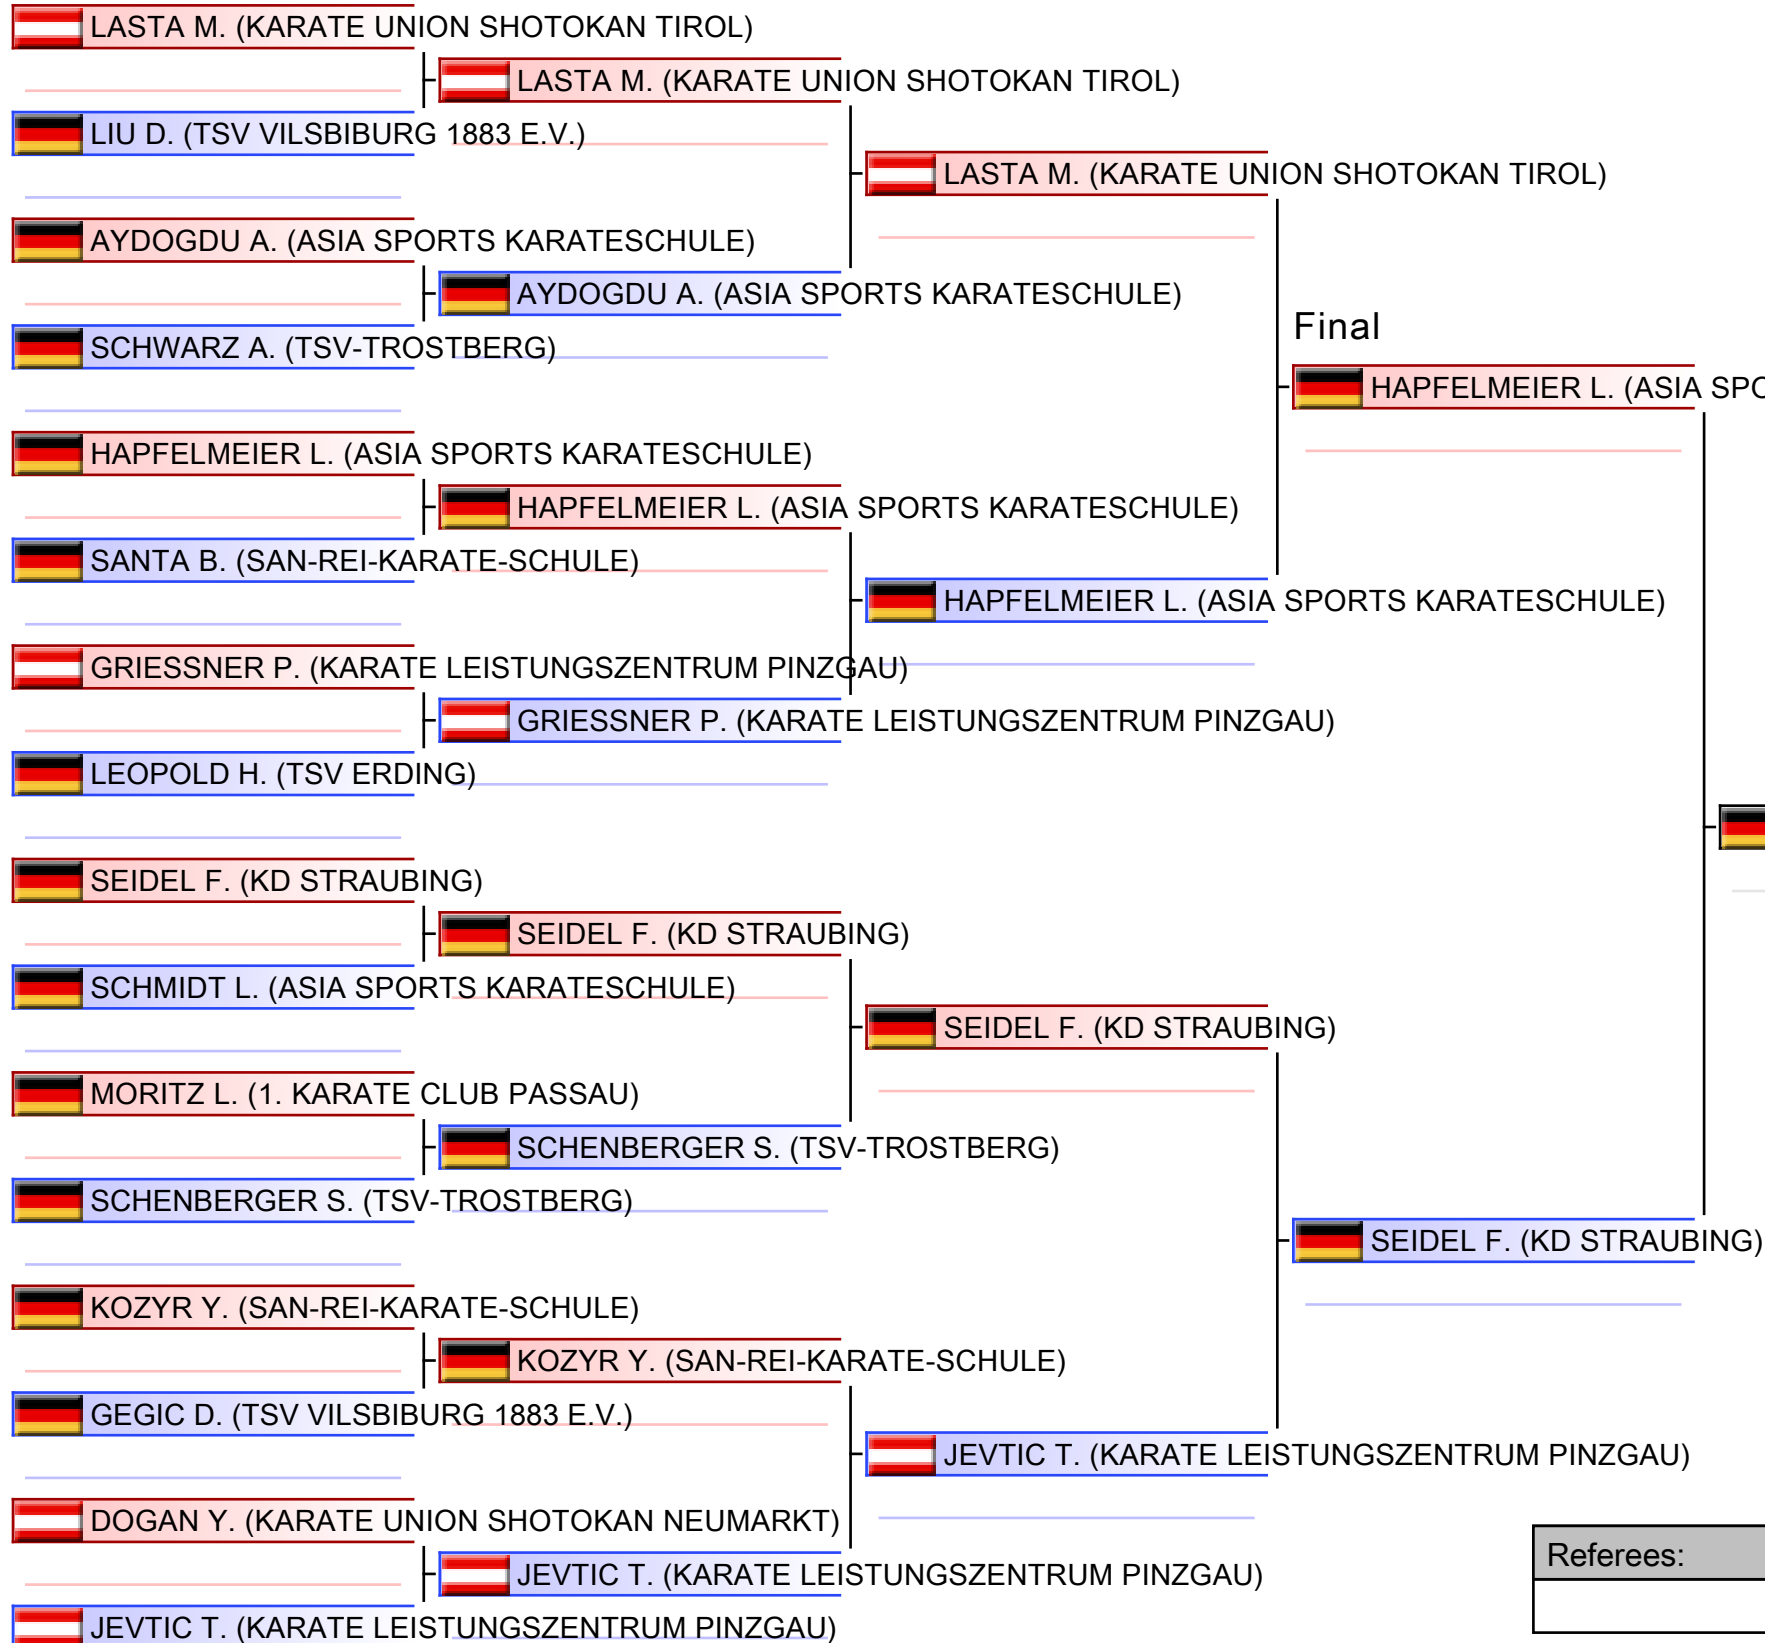 LASTA M. (KARATE UNION SHOTOKAN TIROL)
LASTA M. (KARATE UNION SHOTOKAN TIROL)
LIU D. (TSV VILSBIBURG 1883 E.V.)
LASTA M. (KARATE UNION SHOTOKAN TIROL)
AYDOGDU A. (ASIA SPORTS KARATESCHULE)
AYDOGDU A. (ASIA SPORTS KARATESCHULE)
Final
SCHWARZ A. (TSV-TROSTBERG)
HAPFELMEIER L. (ASIA
HAPFELMEIER L. (ASIA SPORTS KARATESCHULE)
HAPFELMEIER L. (ASIA SPORTS KARATESCHULE)
SANTA B. (SAN-REI-KARATE-SCHULE)
HAPFELMEIER L. (ASIA SPORTS KARATESCHULE)
GRIESSNER P. (KARATE LEISTUNGSZENTRUM PINZGAU)
GRIESSNER P. (KARATE LEISTUNGSZENTRUM PINZGAU)
LEOPOLD H. (TSV ERDING)
SEIDEL F. (KD STRAUBING)
SEIDEL F. (KD STRAUBING)
SCHMIDT L. (ASIA SPORTS KARATESCHULE)
SEIDEL F. (KD STRAUBING)
MORITZ L. (1. KARATE CLUB PASSAU)
SCHENBERGER S. (TSV-TROSTBERG)
SCHENBERGER S. (TSV-TROSTBERG)
SEIDEL F. (KD STRAUBING)
KOZYR Y. (SAN-REI-KARATE-SCHULE)
KOZYR Y. (SAN-REI-KARATE-SCHULE)
GEGIC D. (TSV VILSBIBURG 1883 E.V.)
JEVTIC T. (KARATE LEISTUNGSZENTRUM PINZGAU)
DOGAN Y. (KARATE UNION SHOTOKAN NEUMARKT)
Referees:
JEVTIC T. (KARATE LEISTUNGSZENTRUM PINZGAU)
JEVTIC T. (KARATE LEISTUNGSZENTRUM PINZGAU)